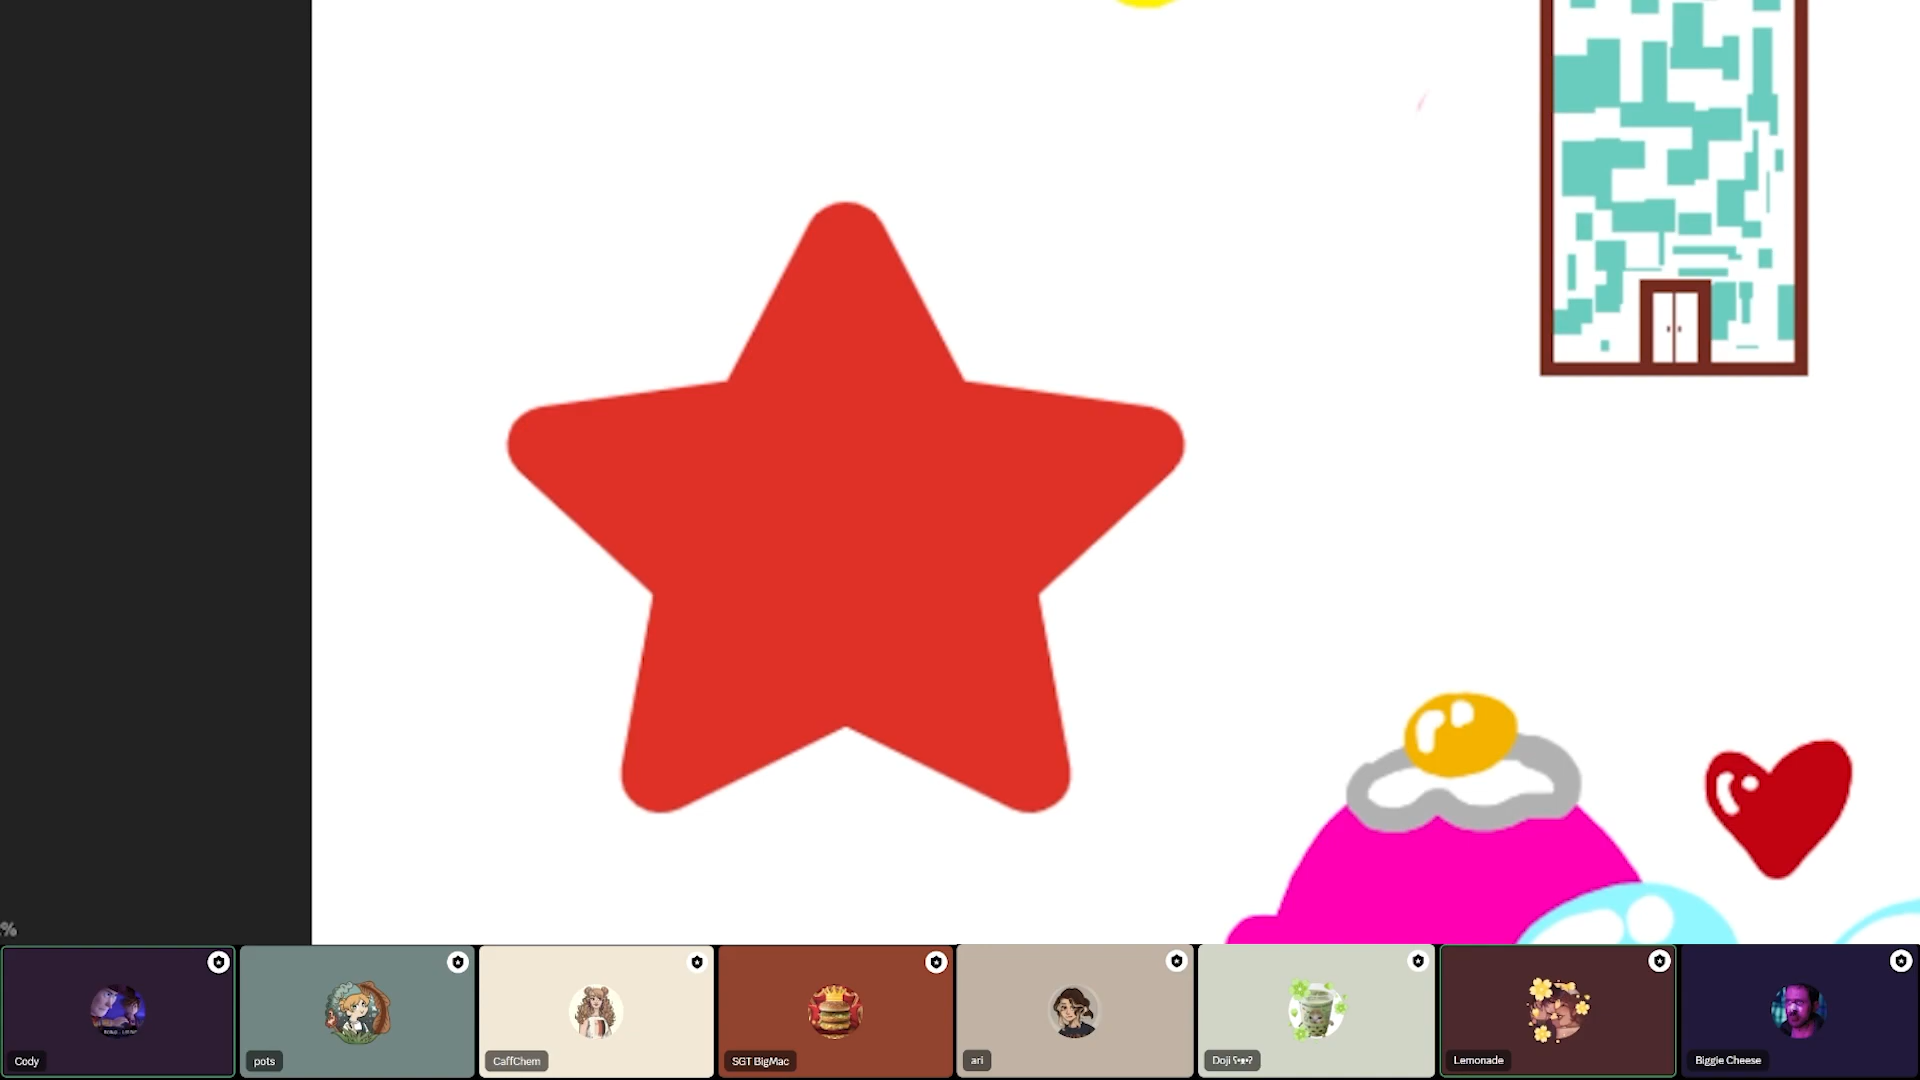 %
Cody
pots
CaffChem
SGT BigMac
ari
Doji
Lemonade
Biggie Cheese